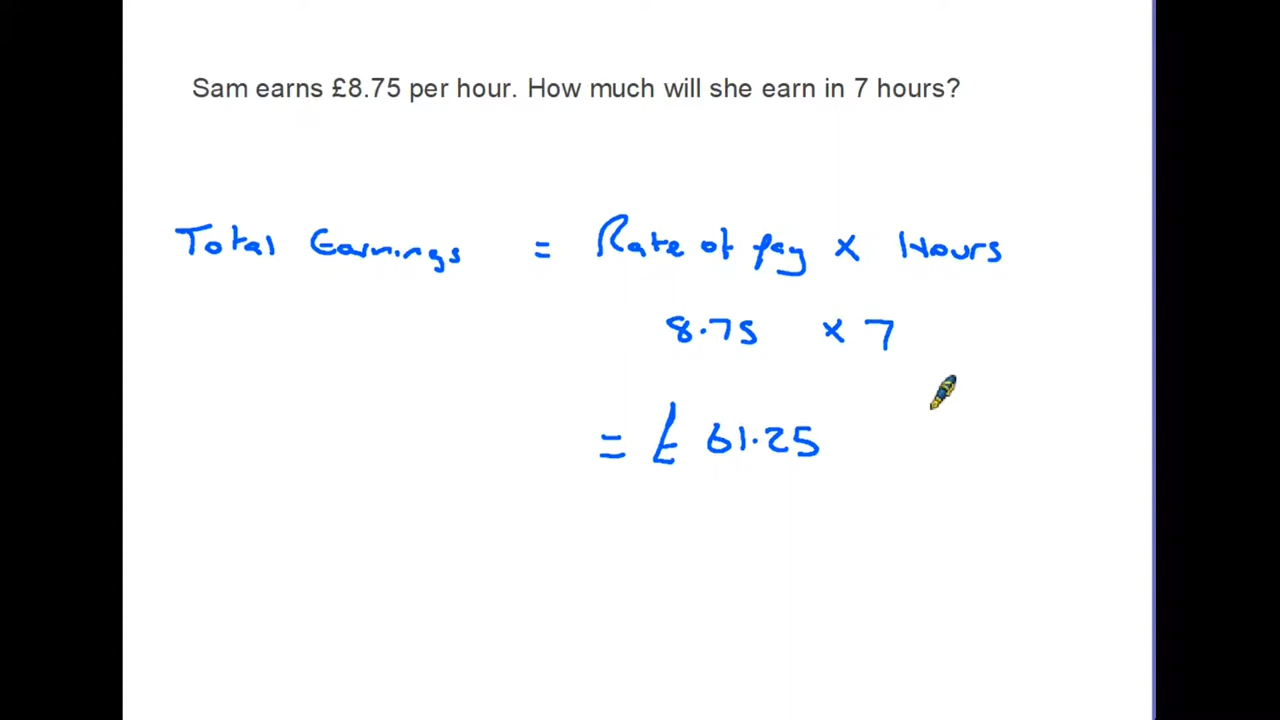 Sam earns £8.75 per hour. How much will she earn in 7 hours?
Total Earnings = Rate of pay x Hours
8.75 x 7
= £ 61.25